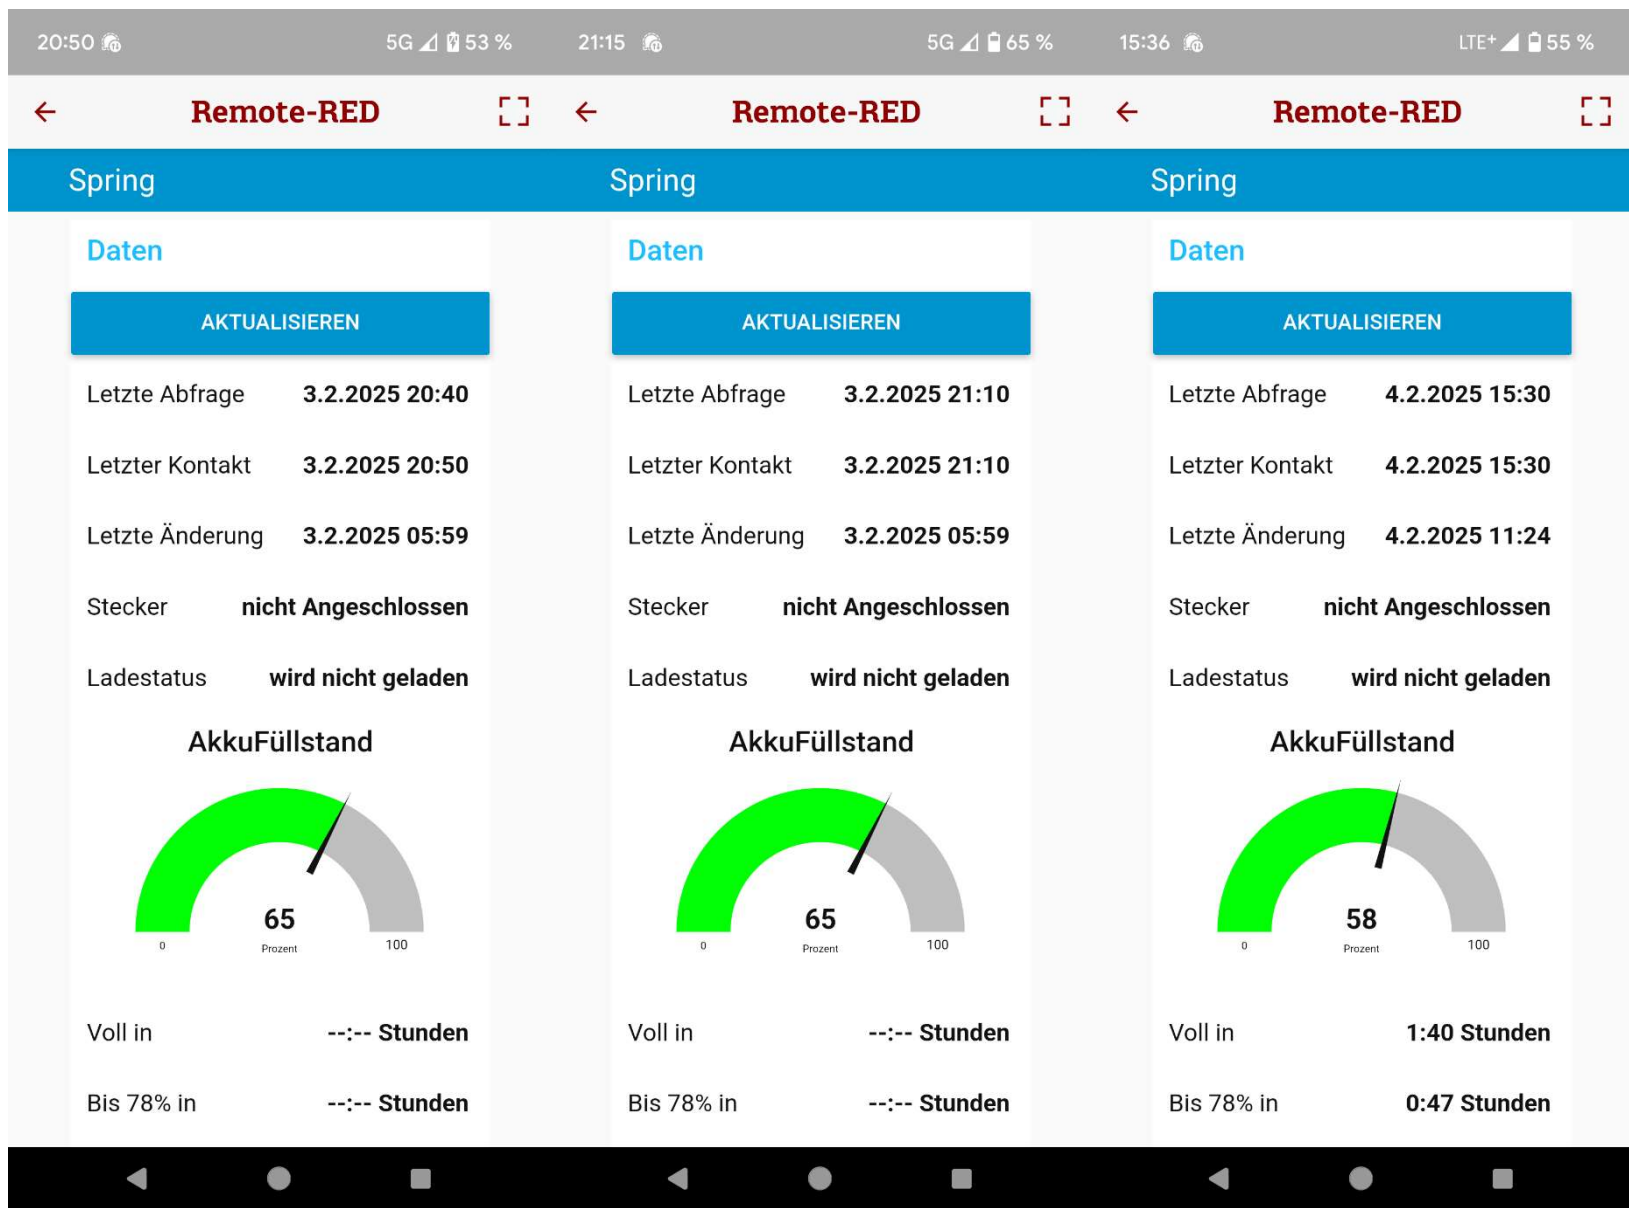 20:50 5G 53 %
Remote-RED
Spring
Daten
AKTUALISIEREN
Letzte Abfrage 3.2.2025 20:40
Letzter Kontakt 3.2.2025 20:50
Letzte Änderung 3.2.2025 05:59
Stecker nicht Angeschlossen
Ladestatus wird nicht geladen
AkkuFüllstand
65
0 Prozent 100
Voll in --:-- Stunden
Bis 78% in --:-- Stunden
21:15 5G 65 %
Remote-RED
Spring
Daten
AKTUALISIEREN
Letzte Abfrage 3.2.2025 21:10
Letzter Kontakt 3.2.2025 21:10
Letzte Änderung 3.2.2025 05:59
Stecker nicht Angeschlossen
Ladestatus wird nicht geladen
AkkuFüllstand
65
0 Prozent 100
Voll in --:-- Stunden
Bis 78% in --:-- Stunden
15:36 LTE+ 55 %
Remote-RED
Spring
Daten
AKTUALISIEREN
Letzte Abfrage 4.2.2025 15:30
Letzter Kontakt 4.2.2025 15:30
Letzte Änderung 4.2.2025 11:24
Stecker nicht Angeschlossen
Ladestatus wird nicht geladen
AkkuFüllstand
58
0 Prozent 100
Voll in 1:40 Stunden
Bis 78% in 0:47 Stunden